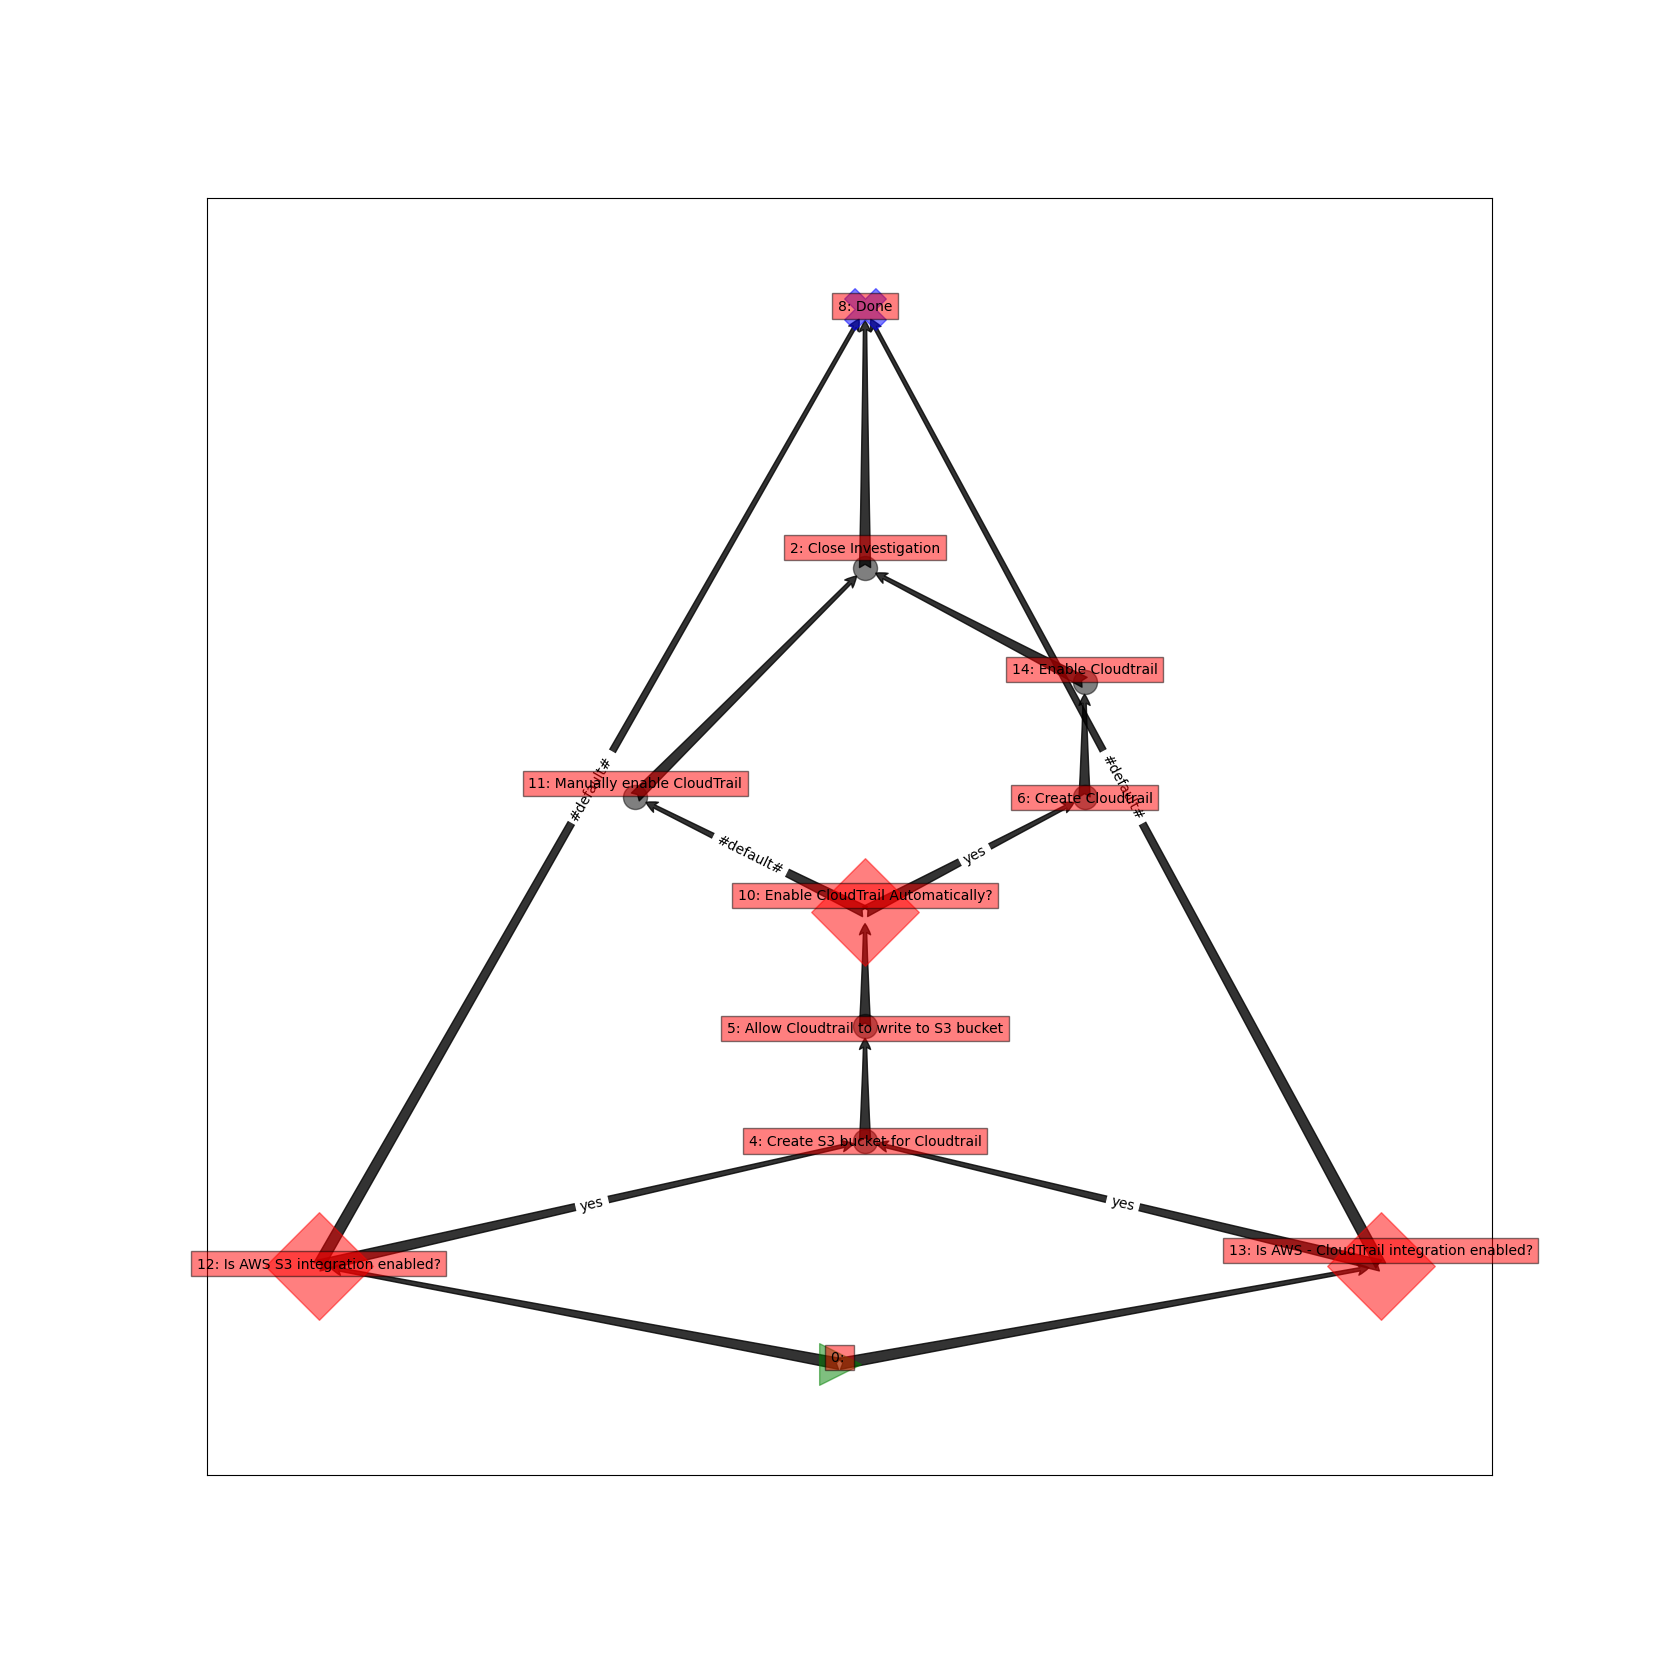 8: Done
2: Close Investigation
14: Enable Cloudtrail
#default#
#default#
11: Manually enable CloudTrail
6: Create Cloudtrail
#default#
yes
10: Enable CloudTrail Automatically?
5: Allow Cloudtrail to write to S3 bucket
4: Create S3 bucket for Cloudtrail
yes
yes
13: Is AWS - CloudTrail integration enabled?
12: Is AWS S3 integration enabled?
0: